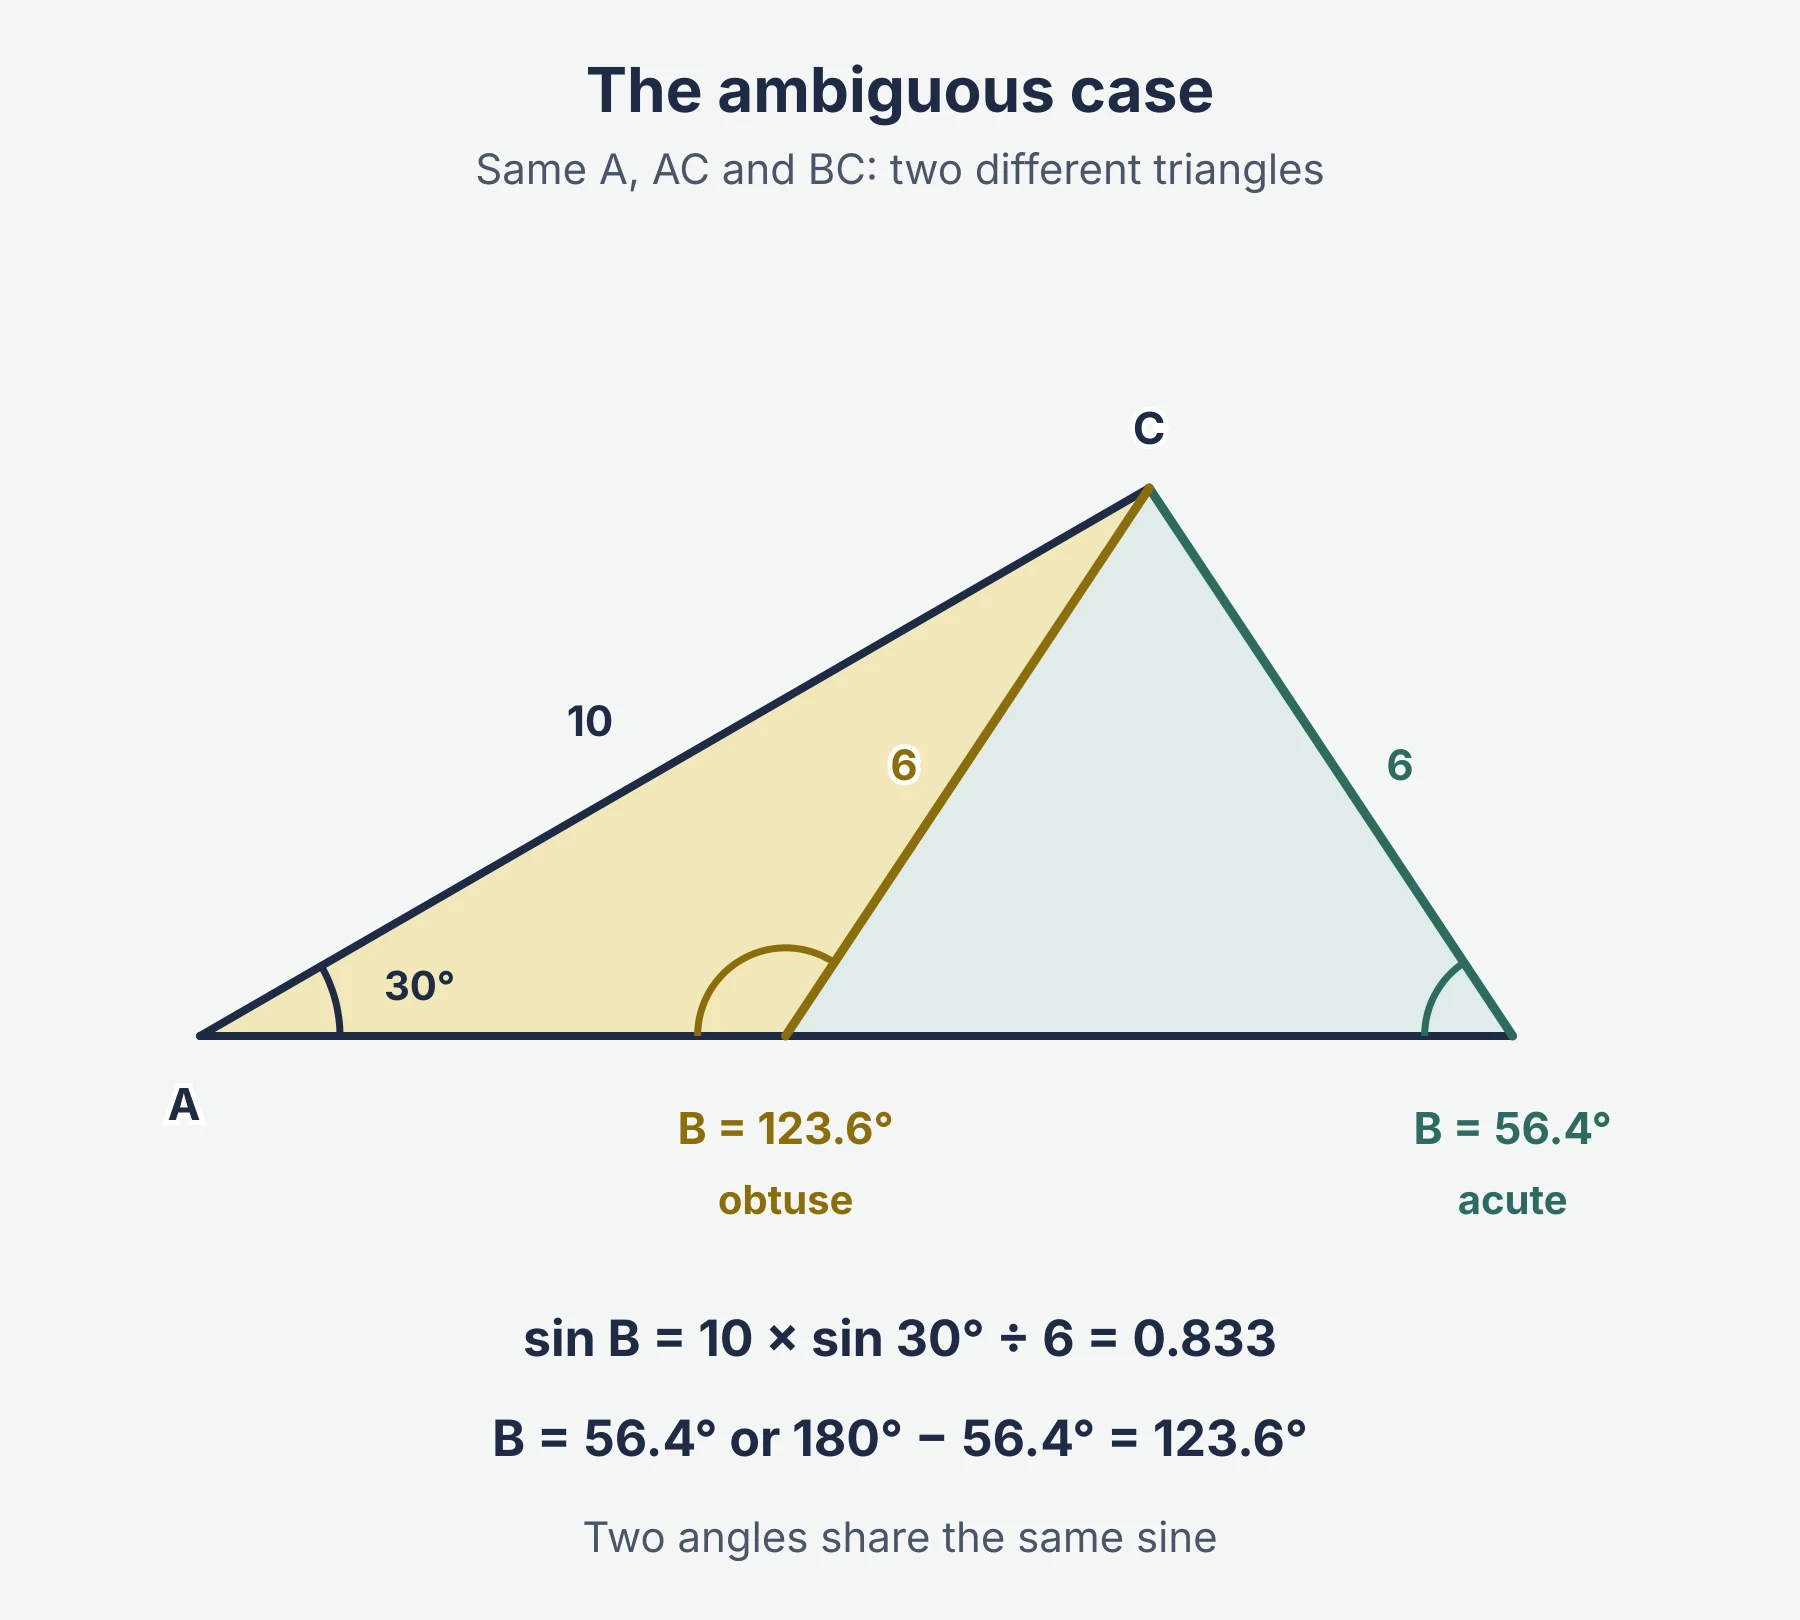 The ambiguous case
Same A, AC and BC: two different triangles
C
10
6
6
30°
A
B = 123.6°
B = 56.4°
obtuse
acute
sin B = 10 × sin 30° ÷ 6 = 0.833
B = 56.4° or 180° − 56.4° = 123.6°
Two angles share the same sine